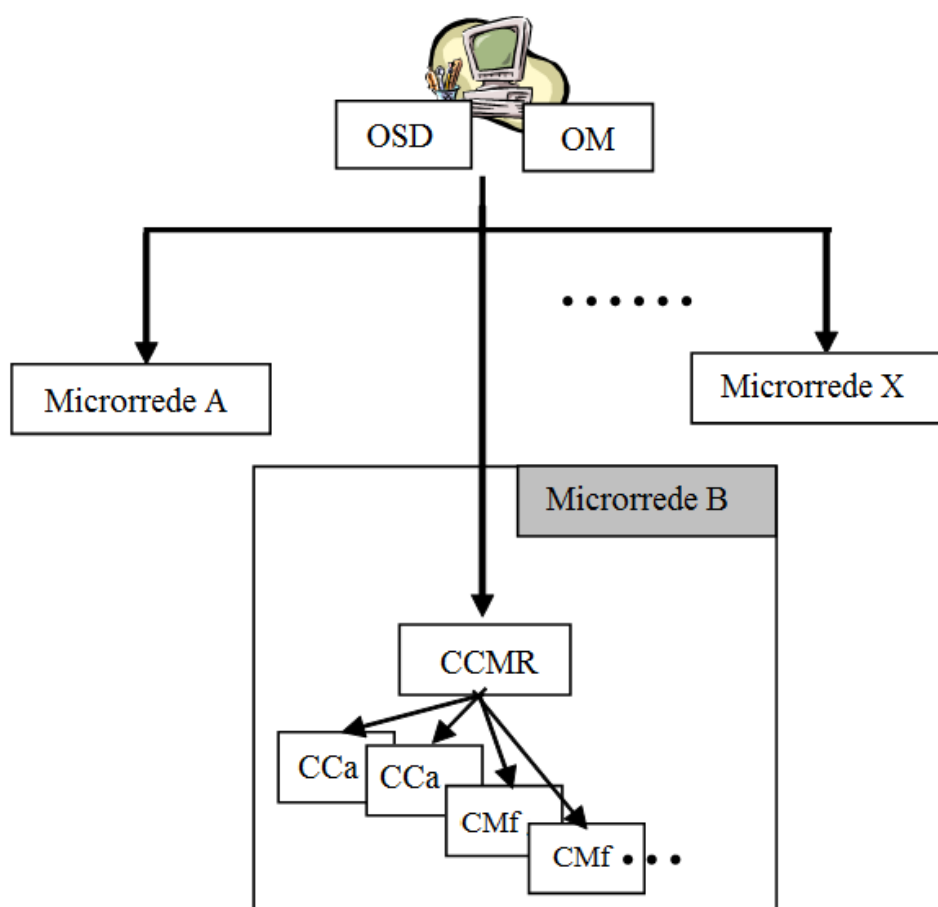 OSD
OM
Microrrede A
Microrrede X
Microrrede B
CCMR
CCa
CCa
CMf
CMf